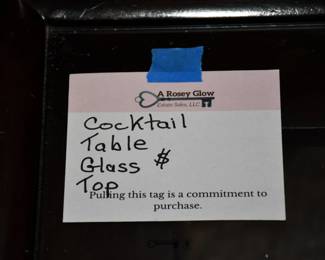 A Rosey Glow
Estate Sales, LLC
Cocktail
Table
Glass $
Top
Pulling this tag is a commitment to
purchase.